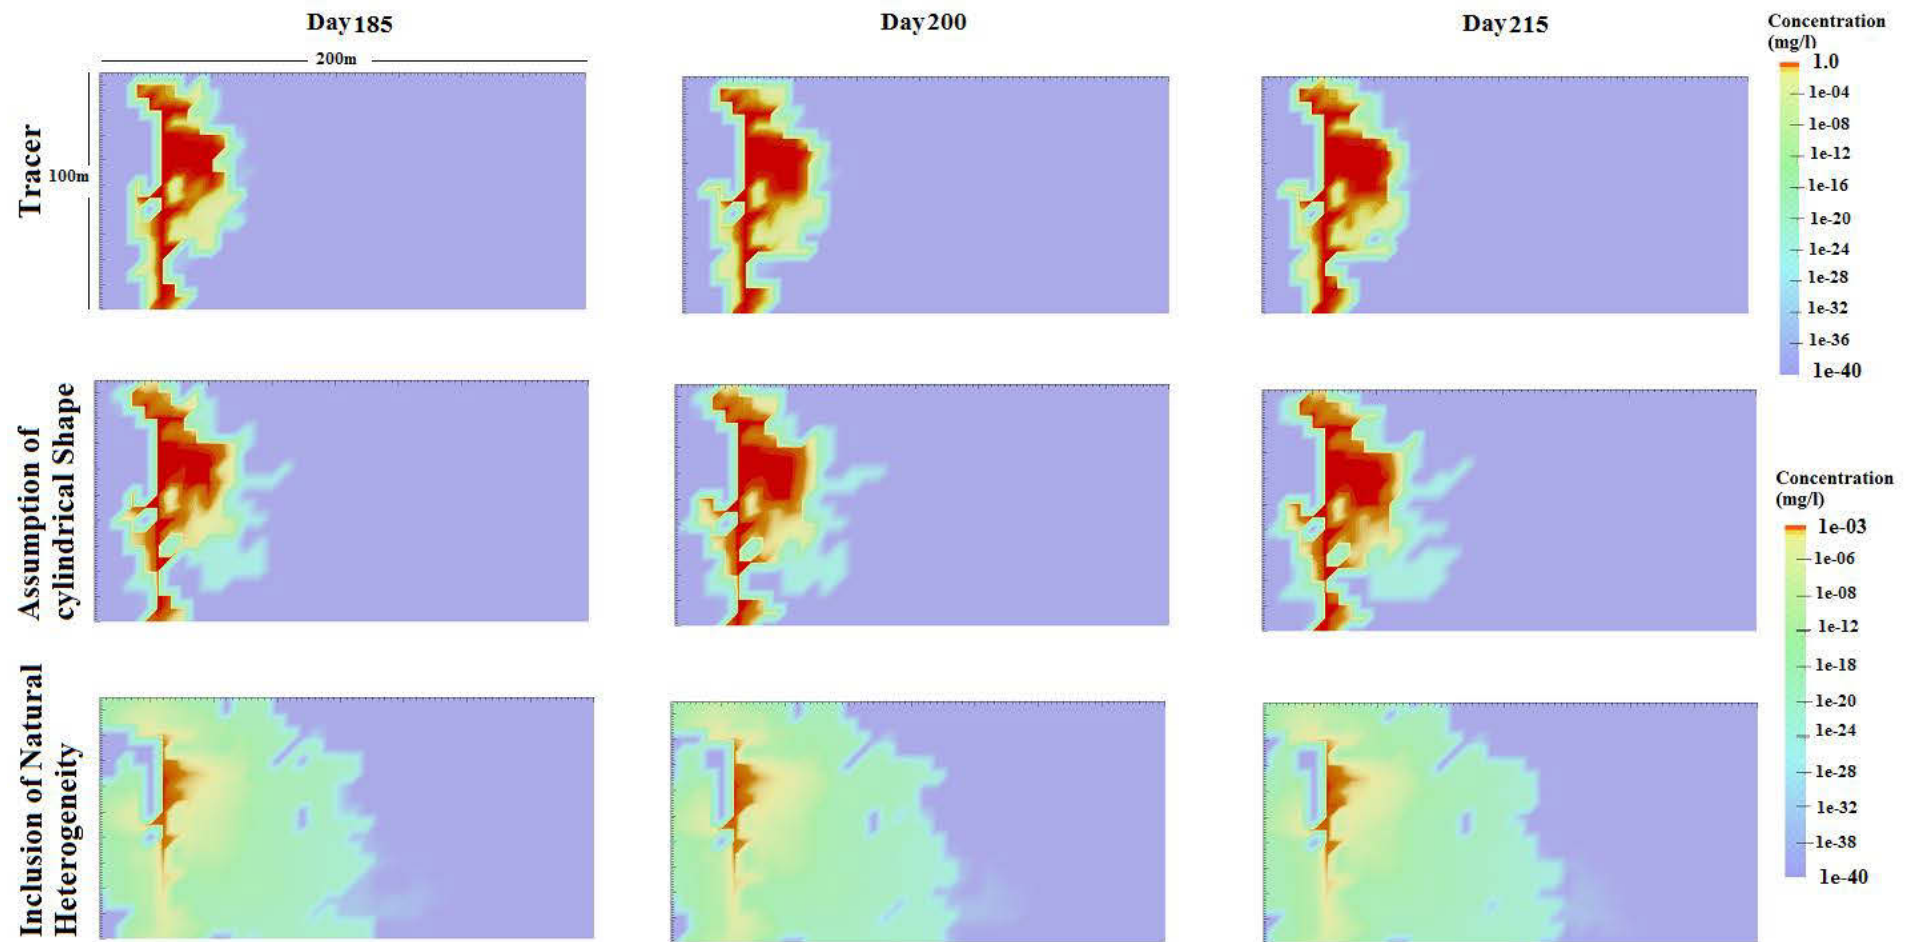 Day185
Day200
Day215
Concentration
(mg/l)
200m
1.0
1e-04
1e-08
1e-12
1e-16
1e-20
1e-24
1e-28
1e-32
1e-36
1e-40
Tracer
100m
Assumption of
cylindrical Shape
Concentration
(mg/l)
1e-03
1e-06
1e-08
1e-12
1e-18
1e-20
1e-24
1e-28
1e-32
1e-38
1e-40
Inclusion of Natural
Heterogeneity